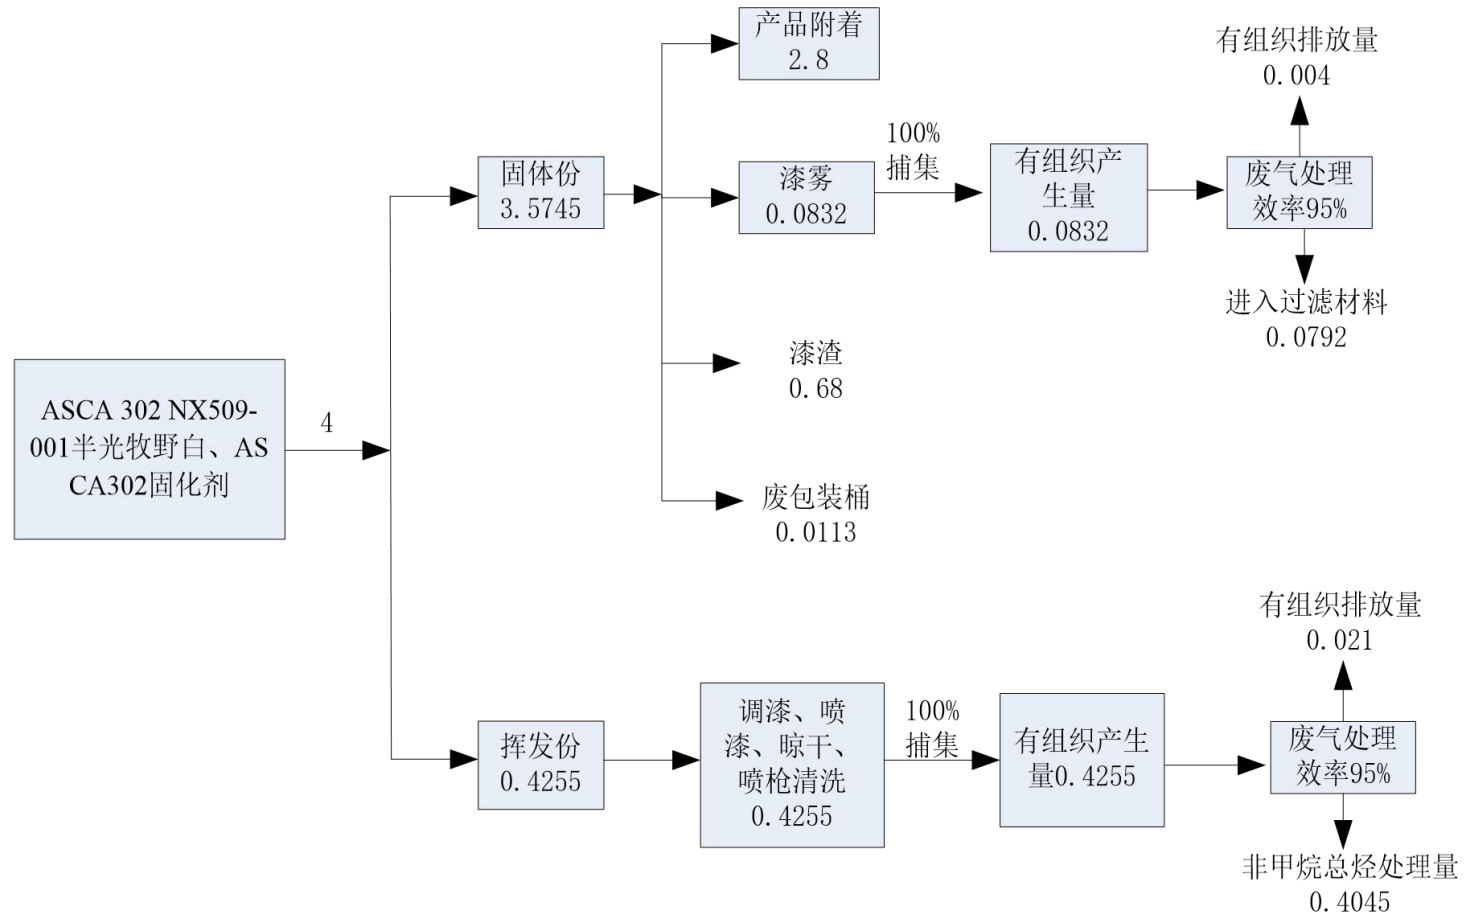 产品附着
2.8
有组织排放量
0.004
固体份
3.5745
漆雾
0.0832
100%
捕集
有组织产
生量
0.0832
废气处理
效率95%
进入过滤材料
0.0792
漆渣
0.68
废包装桶
0.0113
ASCA 302 NX509-
001半光牧野白、AS
CA302固化剂
4
挥发份
0.4255
调漆、喷
漆、晾干、
喷枪清洗
0.4255
100%
捕集
有组织产生
量0.4255
有组织排放量
0.021
废气处理
效率95%
非甲烷总烃处理量
0.4045